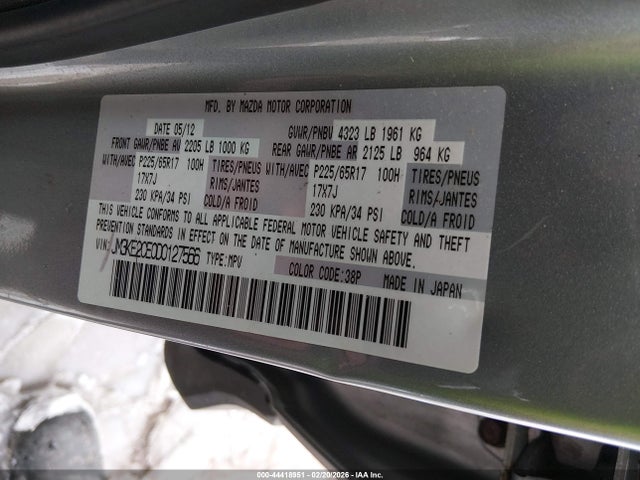 MFD. BY MAZDA MOTOR CORPORATION
DATE 05/12 GVWR/PNBV 4323 LB 1961 KG
FRONT GAWR/PNBE AV 2205 LB 1000 KG REAR GAWR/PNBE AR 2125 LB 964 KG
WITH/AVEC P225/65R17 100H TIRES/PNEUS WITH/AVEC P225/65R17 100H TIRES/PNEUS
17X7J RIMS/JANTES 17X7J RIMS/JANTES
230 KPA/34 PSI COLD/A FROID 230 KPA/34 PSI COLD/A FROID
THIS VEHICLE CONFORMS TO ALL APPLICABLE FEDERAL MOTOR VEHICLE SAFETY AND THEFT
PREVENTION STANDARDS IN EFFECT ON THE DATE OF MANUFACTURE SHOWN ABOVE.
VIN: JM3KE2CE0D0127566 TYPE:MPV
COLOR CODE:38P MADE IN JAPAN
000-44418951 - 02/20/2026 - © IAA Inc.